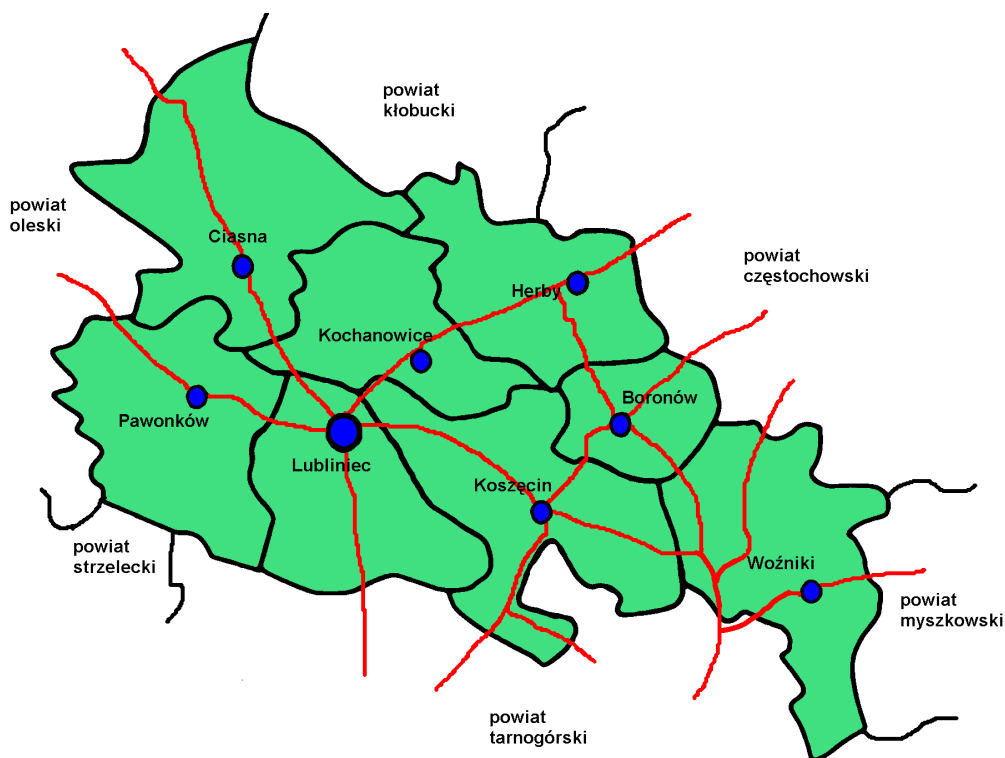 powiat
kłobucki
powiat
oleski
Ciasna
powiat
częstochowski
Herby
Kochanowice
Boronów
Pawonków
Lubliniec
Koszęcin
powiat
strzelecki
Woźniki
powiat
myszkowski
powiat
tarnogórski